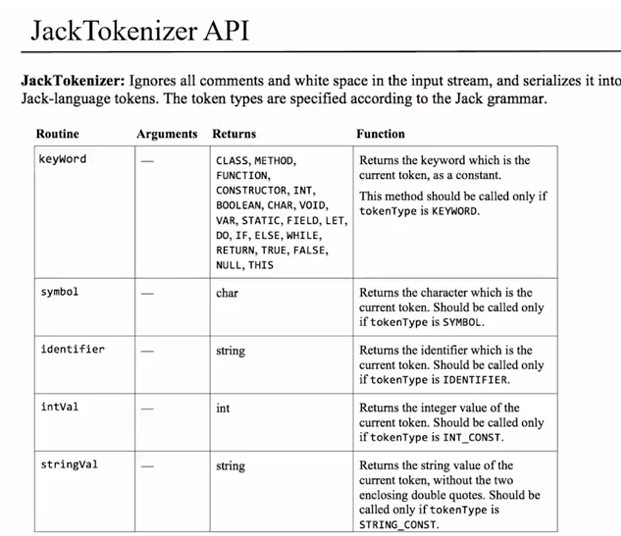 JackTokenizer API
JackTokenizer: Ignores all comments and white space in the input stream, and serializes it into
Jack-language tokens. The token types are specified according to the Jack grammar.
Routine Arguments Returns Function
keyWord — CLASS, METHOD, Returns the keyword which is the
FUNCTION, current token, as a constant.
CONSTRUCTOR, INT, This method should be called only if
BOOLEAN, CHAR, VOID, tokenType is KEYWORD.
VAR, STATIC, FIELD, LET,
DO, IF, ELSE, WHILE,
RETURN, TRUE, FALSE,
NULL, THIS
symbol — char Returns the character which is the
current token. Should be called only
if tokenType is SYMBOL.
identifier — string Returns the identifier which is the
current token. Should be called only
if tokenType is IDENTIFIER.
intVal — int Returns the integer value of the
current token. Should be called only
if tokenType is INT_CONST.
stringVal — string Returns the string value of the
current token, without the two
enclosing double quotes. Should be
called only if tokenType is
STRING_CONST.